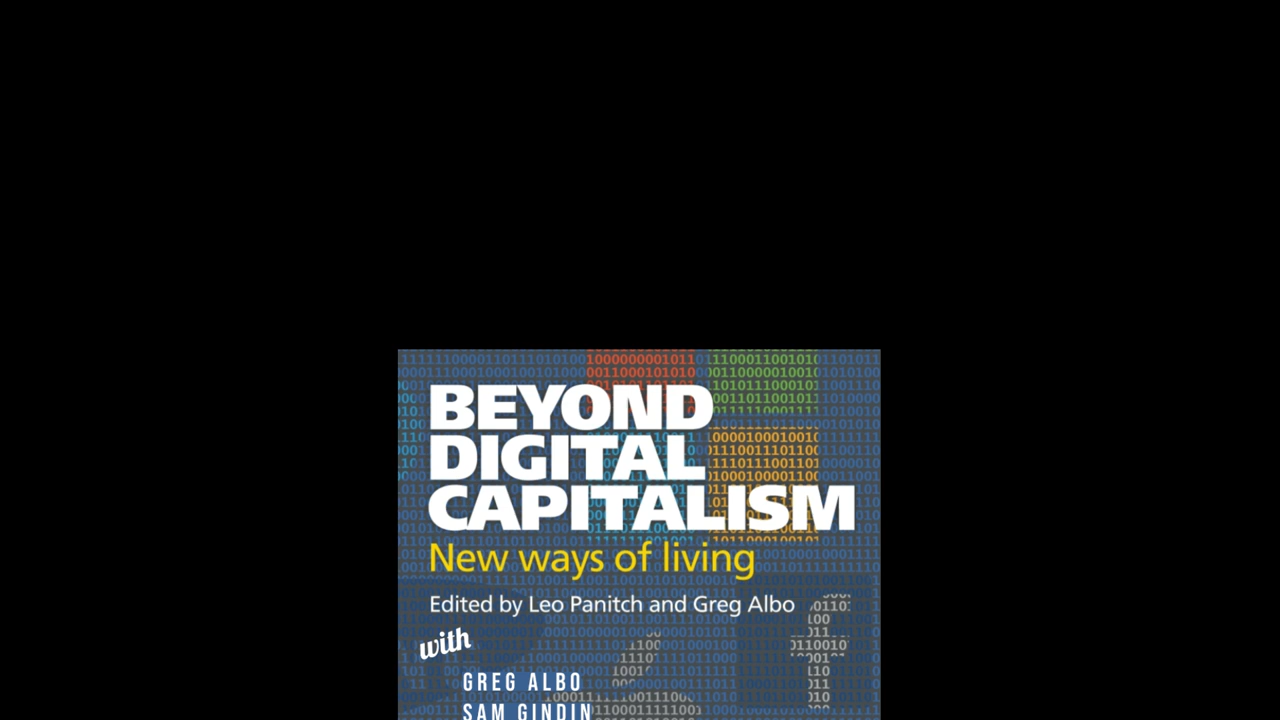 BEYOND
DIGITAL
CAPITALISM
New ways of living
Edited by Leo Panitch and Greg Albo
with
GREG ALBO
SAM GINDIN